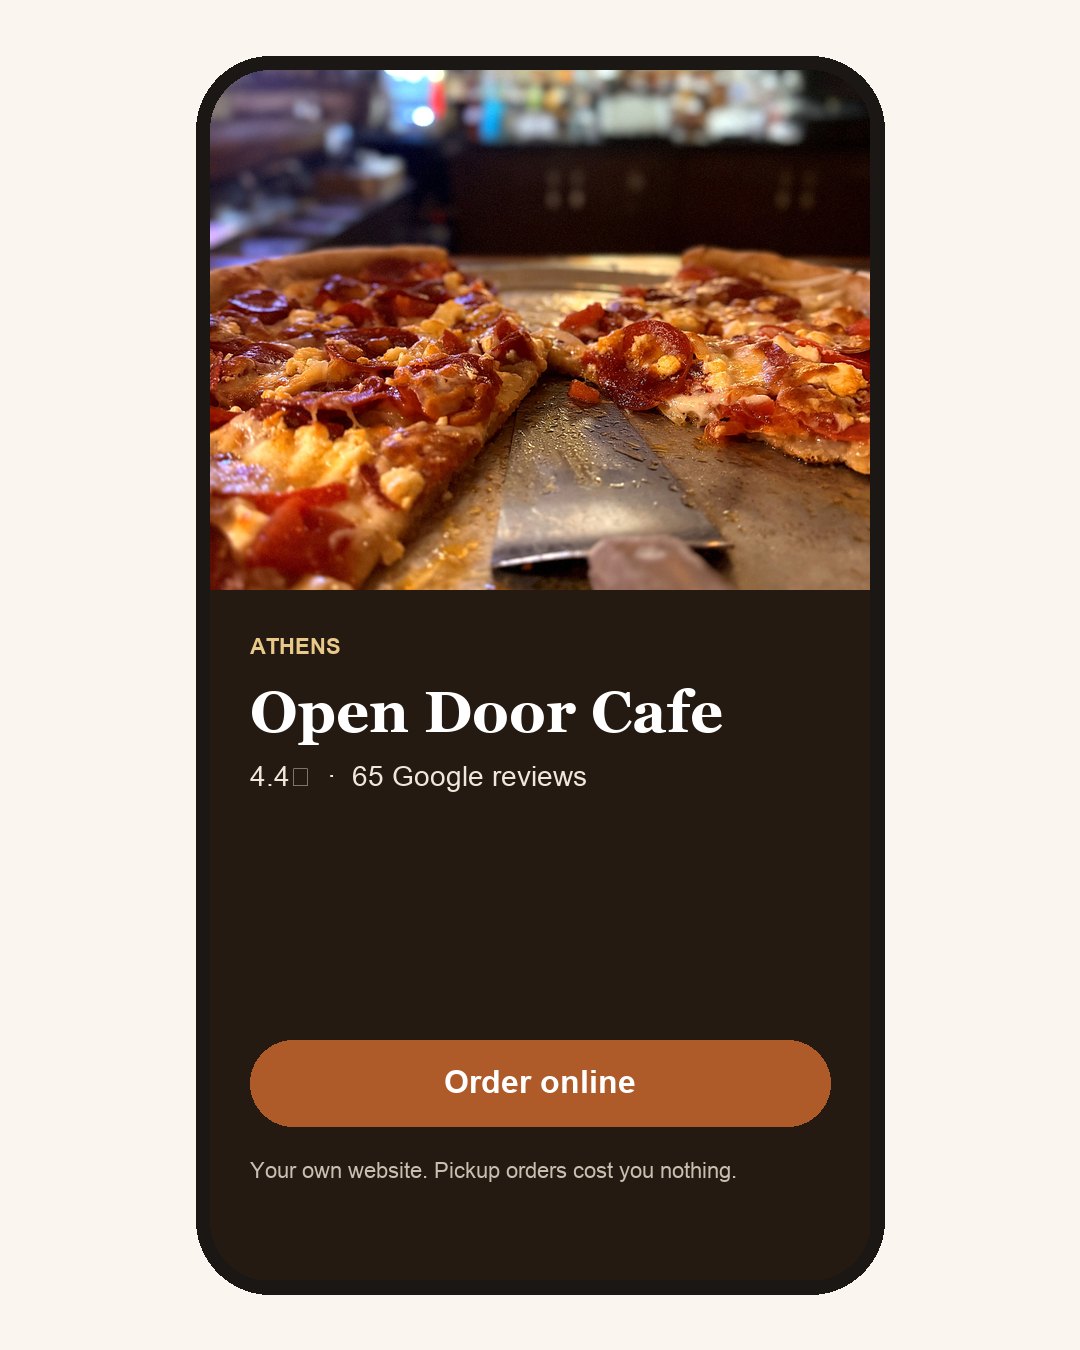 ATHENS
Open Door Cafe
4.4□ · 65 Google reviews
Order online
Your own website. Pickup orders cost you nothing.